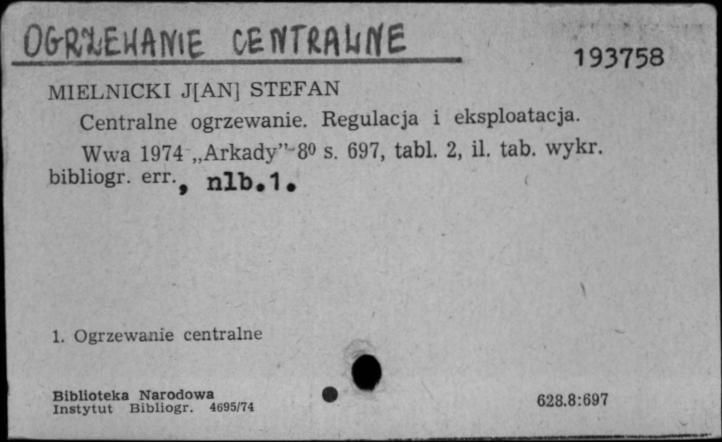 OGRZEWANIE CENTRALNE
193758
MIELNICKI J[AN] STEFAN
Centralne ogrzewanie. Regulacja i eksploatacja.
Wwa 1974 „Arkady” 8⁰ s. 697, tabl. 2, il. tab. wykr.
bibliogr. err., nlb.1.
1. Ogrzewanie centralne
Biblioteka Narodowa
Instytut Bibliogr. 4695/74
628.8:697